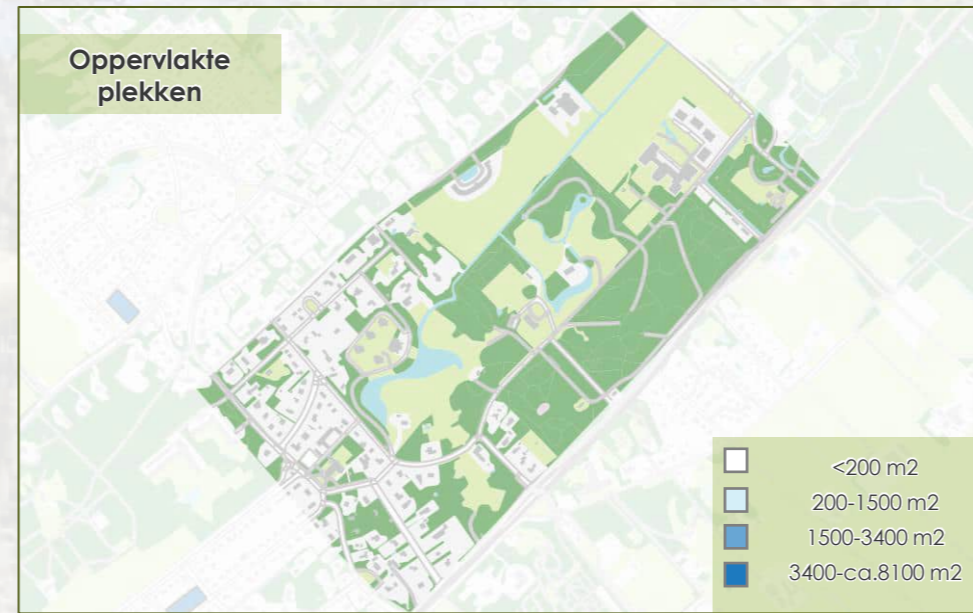 Oppervlakte
plekken
<200 m2
200-1500 m2
1500-3400 m2
3400-ca.8100 m2